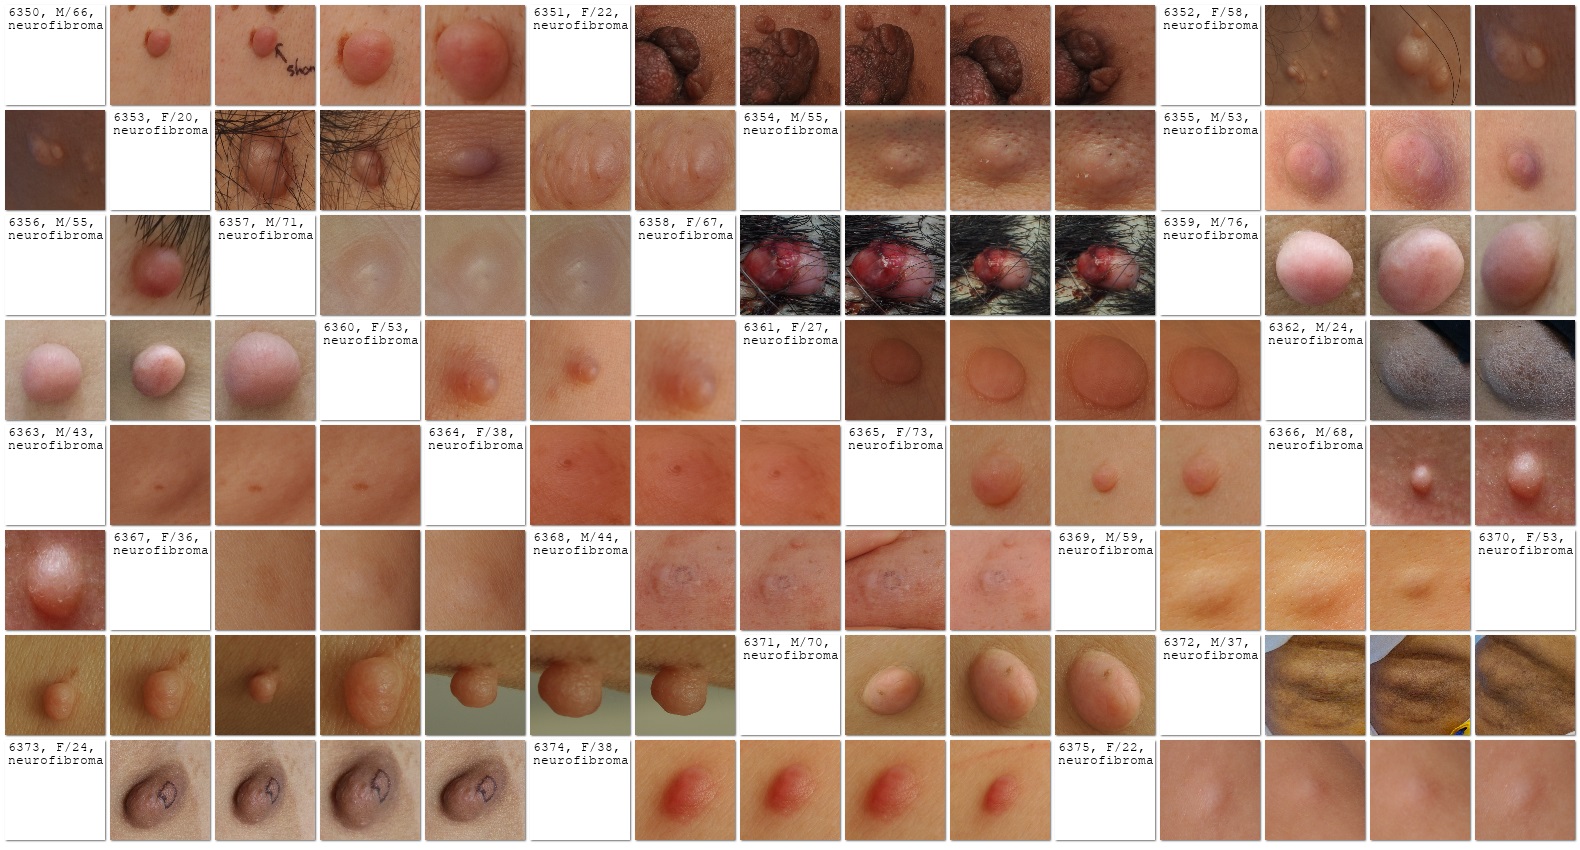 6350, M/66,
neurofibroma
shon
6351, F/22,
neurofibroma
6352, F/58,
neurofibroma
6353, F/20,
neurofibroma
6354, M/55,
neurofibroma
6355, M/53,
neurofibroma
6356, M/55,
neurofibroma
6357, M/71,
neurofibroma
6358, F/67,
neurofibroma
6359, M/76,
neurofibroma
6360, F/53,
neurofibroma
6361, F/27,
neurofibroma
6362, M/24,
neurofibroma
6363, M/43,
neurofibroma
6364, F/38,
neurofibroma
6365, F/73,
neurofibroma
6366, M/68,
neurofibroma
6367, F/36,
neurofibroma
6368, M/44,
neurofibroma
6369, M/59,
neurofibroma
6370, F/53,
neurofibroma
6371, M/70,
neurofibroma
6372, M/37,
neurofibroma
6373, F/24,
neurofibroma
6374, F/38,
neurofibroma
6375, F/22,
neurofibroma